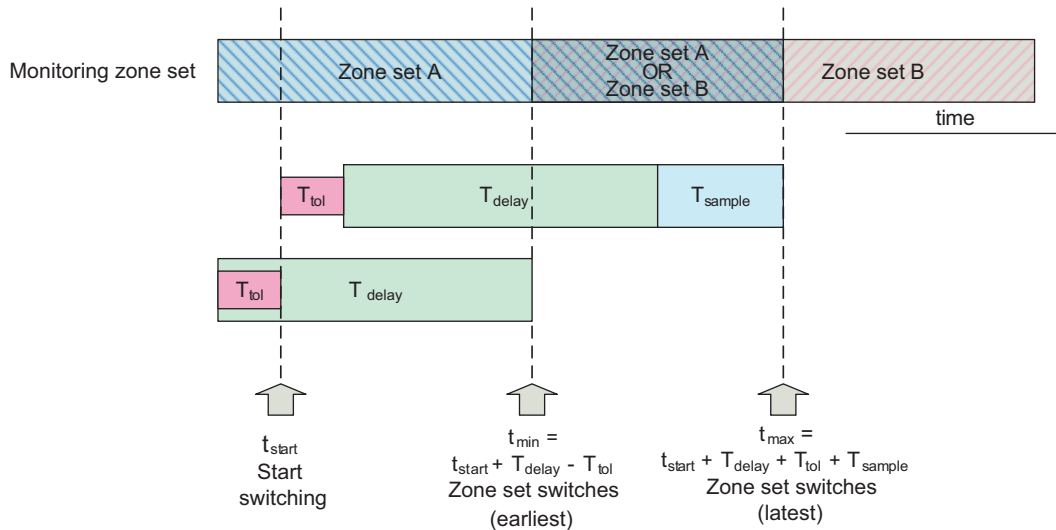 Monitoring zone set
Zone set A
Zone set A
OR
Zone set B
Zone set B
time
Ttol
Tdelay
Tsample
Ttol
T delay
tstart
Start
switching
tmin =
tstart + Tdelay - Ttol
Zone set switches
(earliest)
tmax =
tstart + Tdelay + Ttol + Tsample
Zone set switches
(latest)